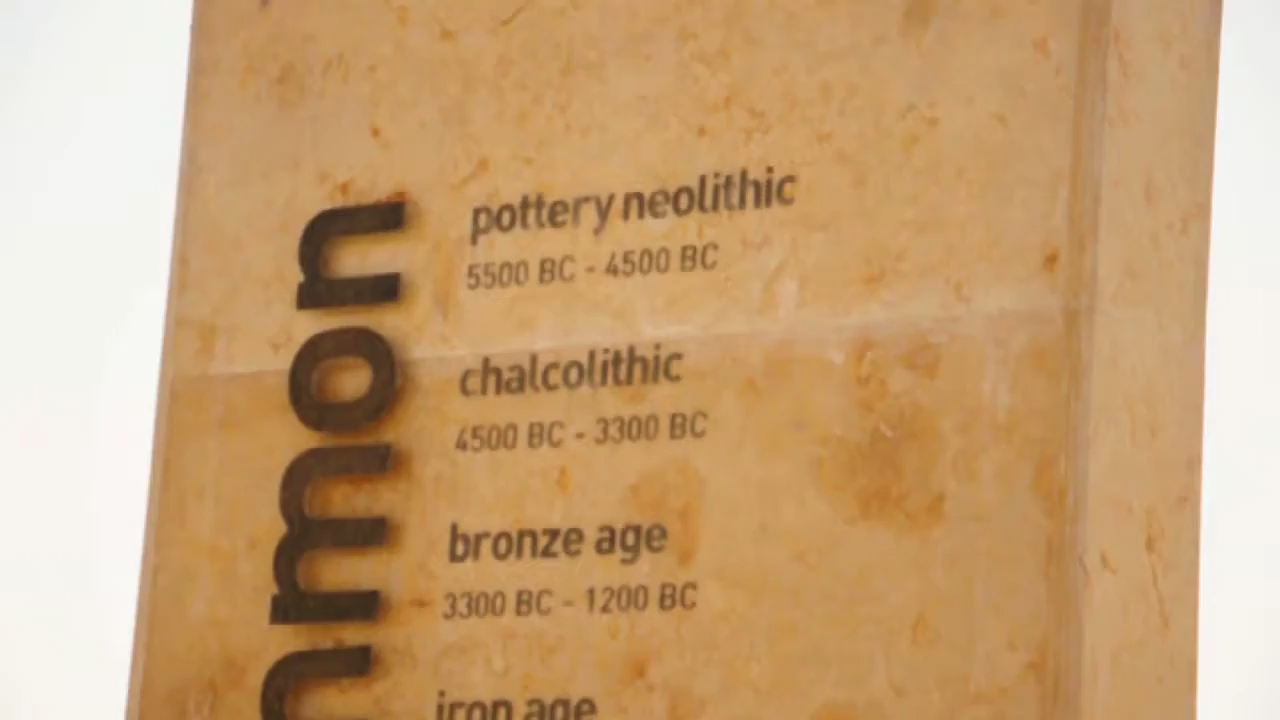 nmon
pottery neolithic
5500 BC - 4500 BC
chalcolithic
4500 BC - 3300 BC
bronze age
3300 BC - 1200 BC
iron age